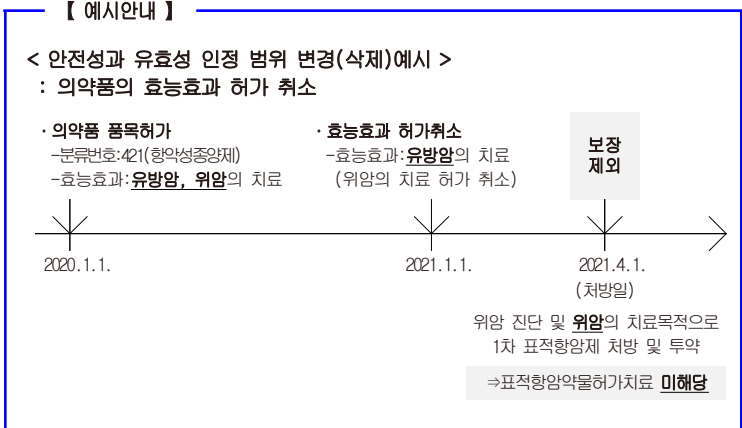 【 예시안내 】
< 안전성과 유효성 인정 범위 변경(삭제)예시 >
: 의약품의 효능효과 허가 취소
· 의약품 품목허가
-분류번호:421(항악성종양제)
-효능효과:유방암, 위암의 치료
· 효능효과 허가취소
-효능효과:유방암의 치료
(위암의 치료 허가 취소)
보장
제외
2020.1.1.
2021.1.1.
2021.4.1.
(처방일)
위암 진단 및 위암의 치료목적으로
1차 표적항암제 처방 및 투약
⇒표적항암약물허가치료 미해당